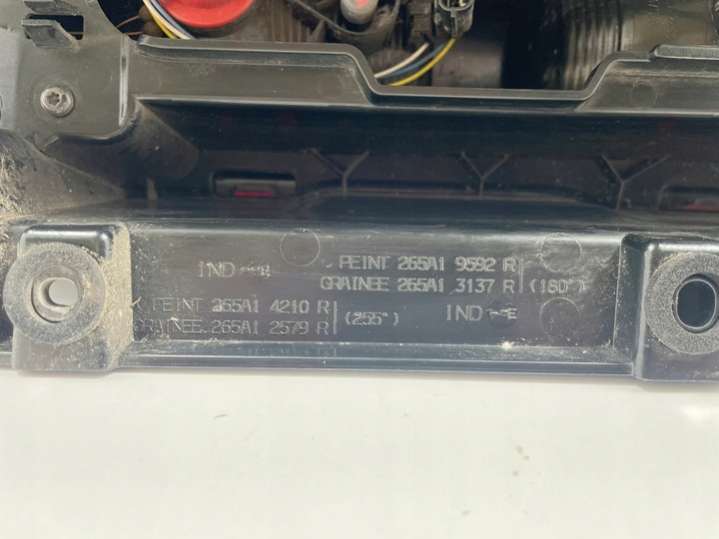 IND
PEINT 265A1 9592 R
GRAINEE 265A1 3137 R (180°)
PEINT 265A1 4210 R
GRAINEE 265A1 2579 R (255°)
IND